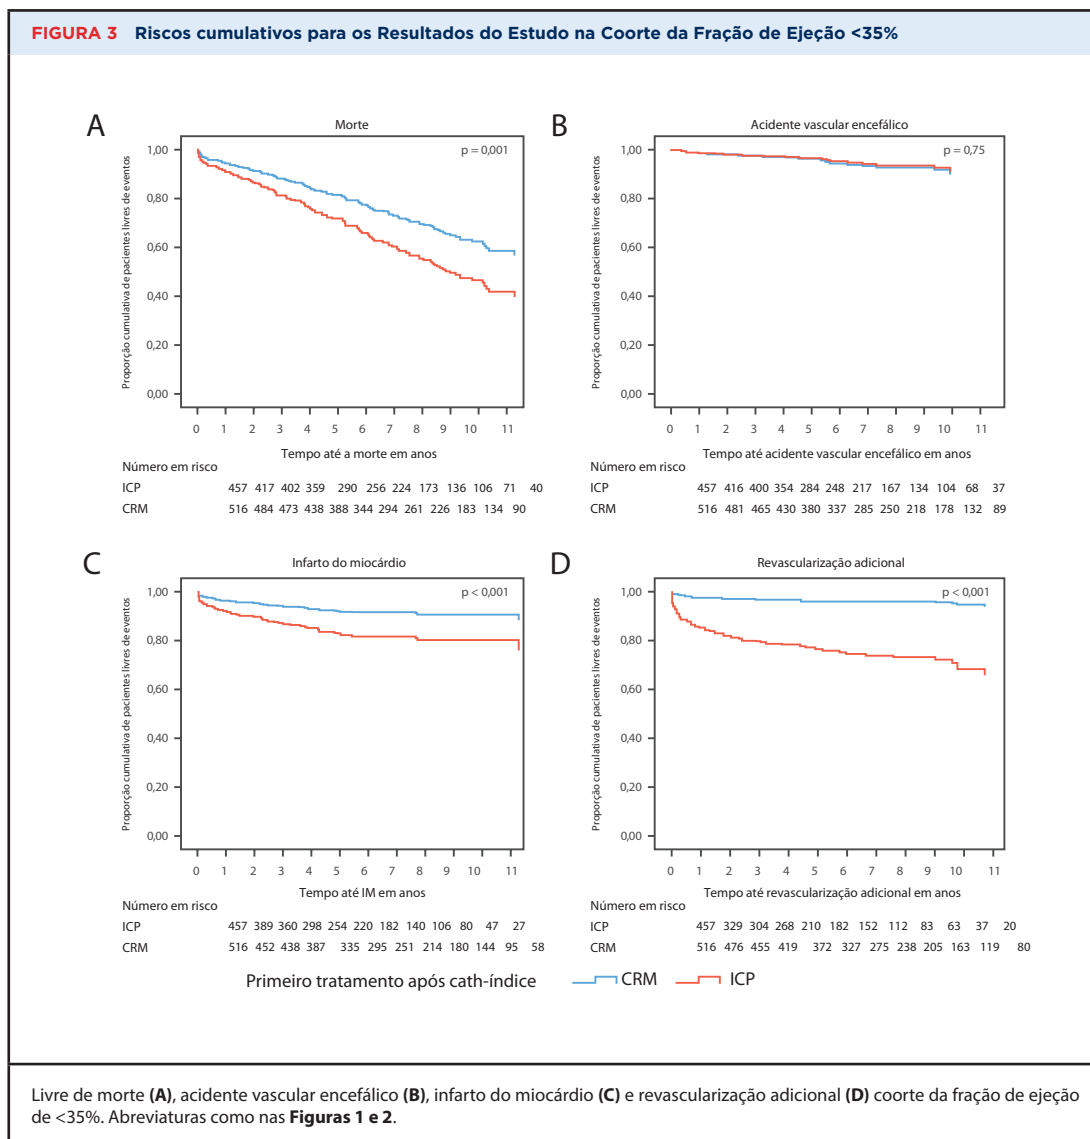 FIGURA 3 Riscos cumulativos para os Resultados do Estudo na Coorte da Fração de Ejeção <35%
A
Morte
p = 0,001
Proporção cumulativa de pacientes livres de eventos
1,00
0,80
0,60
0,40
0,20
0,00
0 1 2 3 4 5 6 7 8 9 10 11
Tempo até a morte em anos
Número em risco
ICP 457 417 402 359 290 256 224 173 136 106 71 40
CRM 516 484 473 438 388 344 294 261 226 183 134 90
B
Acidente vascular encefálico
p = 0,75
Proporção cumulativa de pacientes livres de eventos
1,00
0,80
0,60
0,40
0,20
0,00
0 1 2 3 4 5 6 7 8 9 10 11
Tempo até acidente vascular encefálico em anos
Número em risco
ICP 457 416 400 354 284 248 217 167 134 104 68 37
CRM 516 481 465 430 380 337 285 250 218 178 132 89
C
Infarto do miocárdio
p < 0,001
Proporção cumulativa de pacientes livres de eventos
1,00
0,80
0,60
0,40
0,20
0,00
0 1 2 3 4 5 6 7 8 9 10 11
Tempo até IM em anos
Número em risco
ICP 457 389 360 298 254 220 182 140 106 80 47 27
CRM 516 452 438 387 335 295 251 214 180 144 95 58
D
Revascularização adicional
p < 0,001
Proporção cumulativa de pacientes livres de eventos
1,00
0,80
0,60
0,40
0,20
0,00
0 1 2 3 4 5 6 7 8 9 10 11
Tempo até revascularização adicional em anos
Número em risco
ICP 457 329 304 268 210 182 152 112 83 63 37 20
CRM 516 476 455 419 372 327 275 238 205 163 119 80
Primeiro tratamento após cath-índice CRM ICP
Livre de morte (A), acidente vascular encefálico (B), infarto do miocárdio (C) e revascularização adicional (D) coorte da fração de ejeção
de <35%. Abreviaturas como nas Figuras 1 e 2.